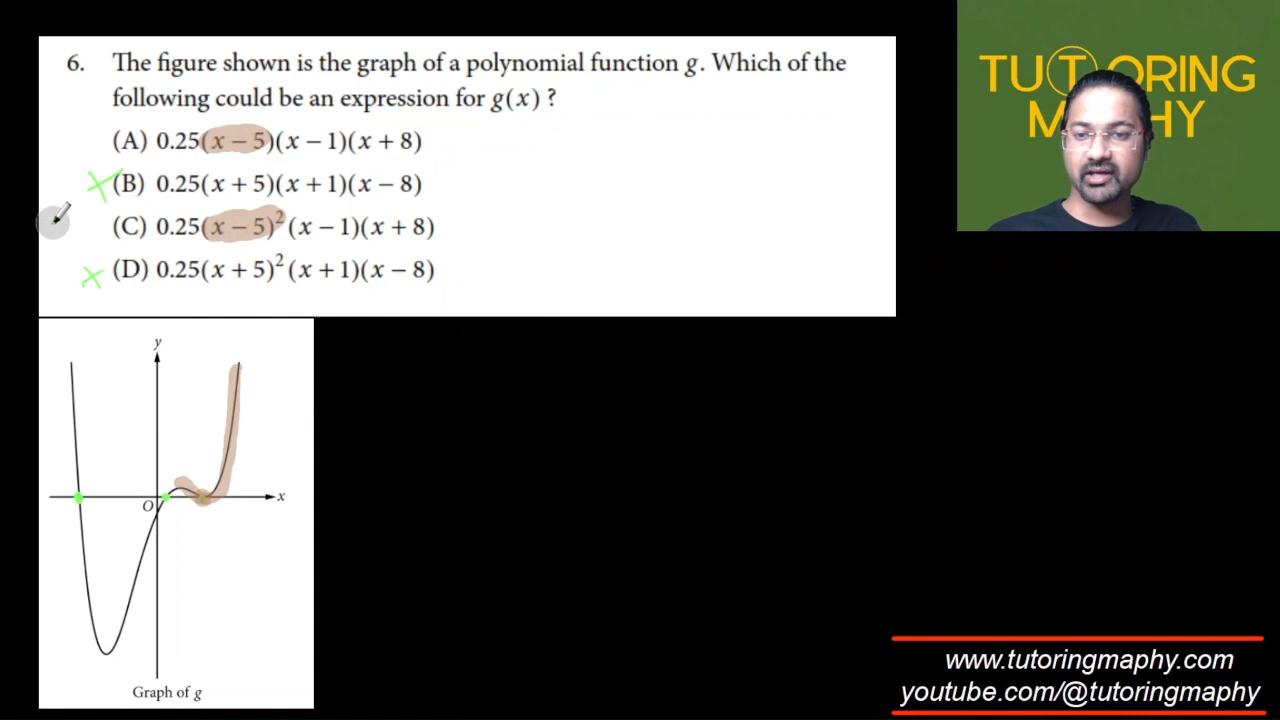 6. The figure shown is the graph of a polynomial function g. Which of the
following could be an expression for g(x) ?
(A) 0.25(x − 5)(x − 1)(x + 8)
(B) 0.25(x + 5)(x + 1)(x − 8)
(C) 0.25(x − 5)²(x − 1)(x + 8)
(D) 0.25(x + 5)²(x + 1)(x − 8)
TUTORING
M HY
y
O
x
Graph of g
www.tutoringmaphy.com
youtube.com/@tutoringmaphy